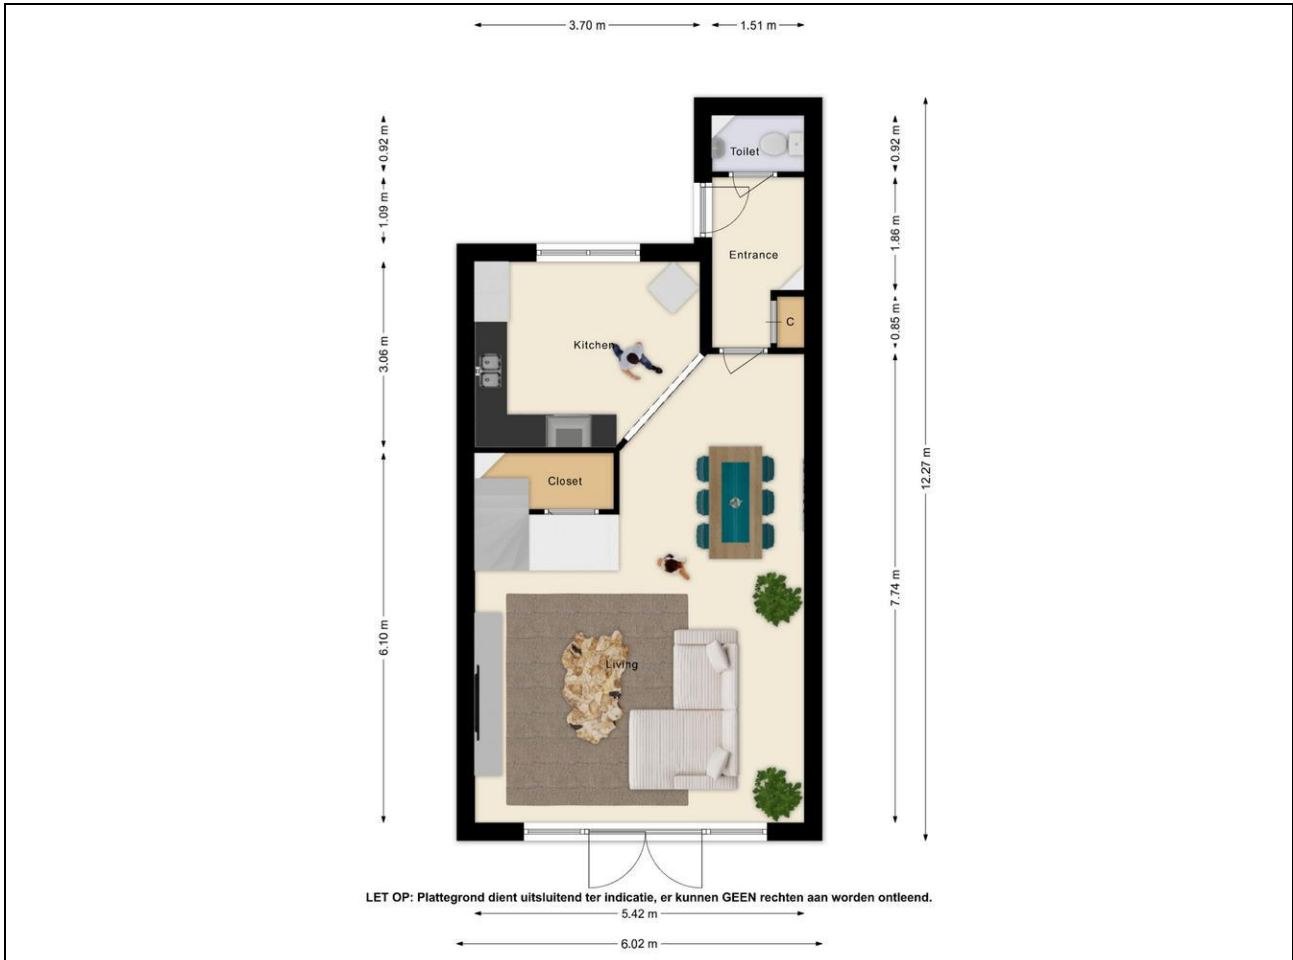 3.70 m
1.51 m
0.92 m
0.92 m
Toilet
1.09 m
1.86 m
Entrance
C
0.85 m
Kitchen
3.06 m
12.27 m
Closet
7.74 m
6.10 m
Living
LET OP: Plattegrond dient uitsluitend ter indicatie, er kunnen GEEN rechten aan worden ontleend.
5.42 m
6.02 m